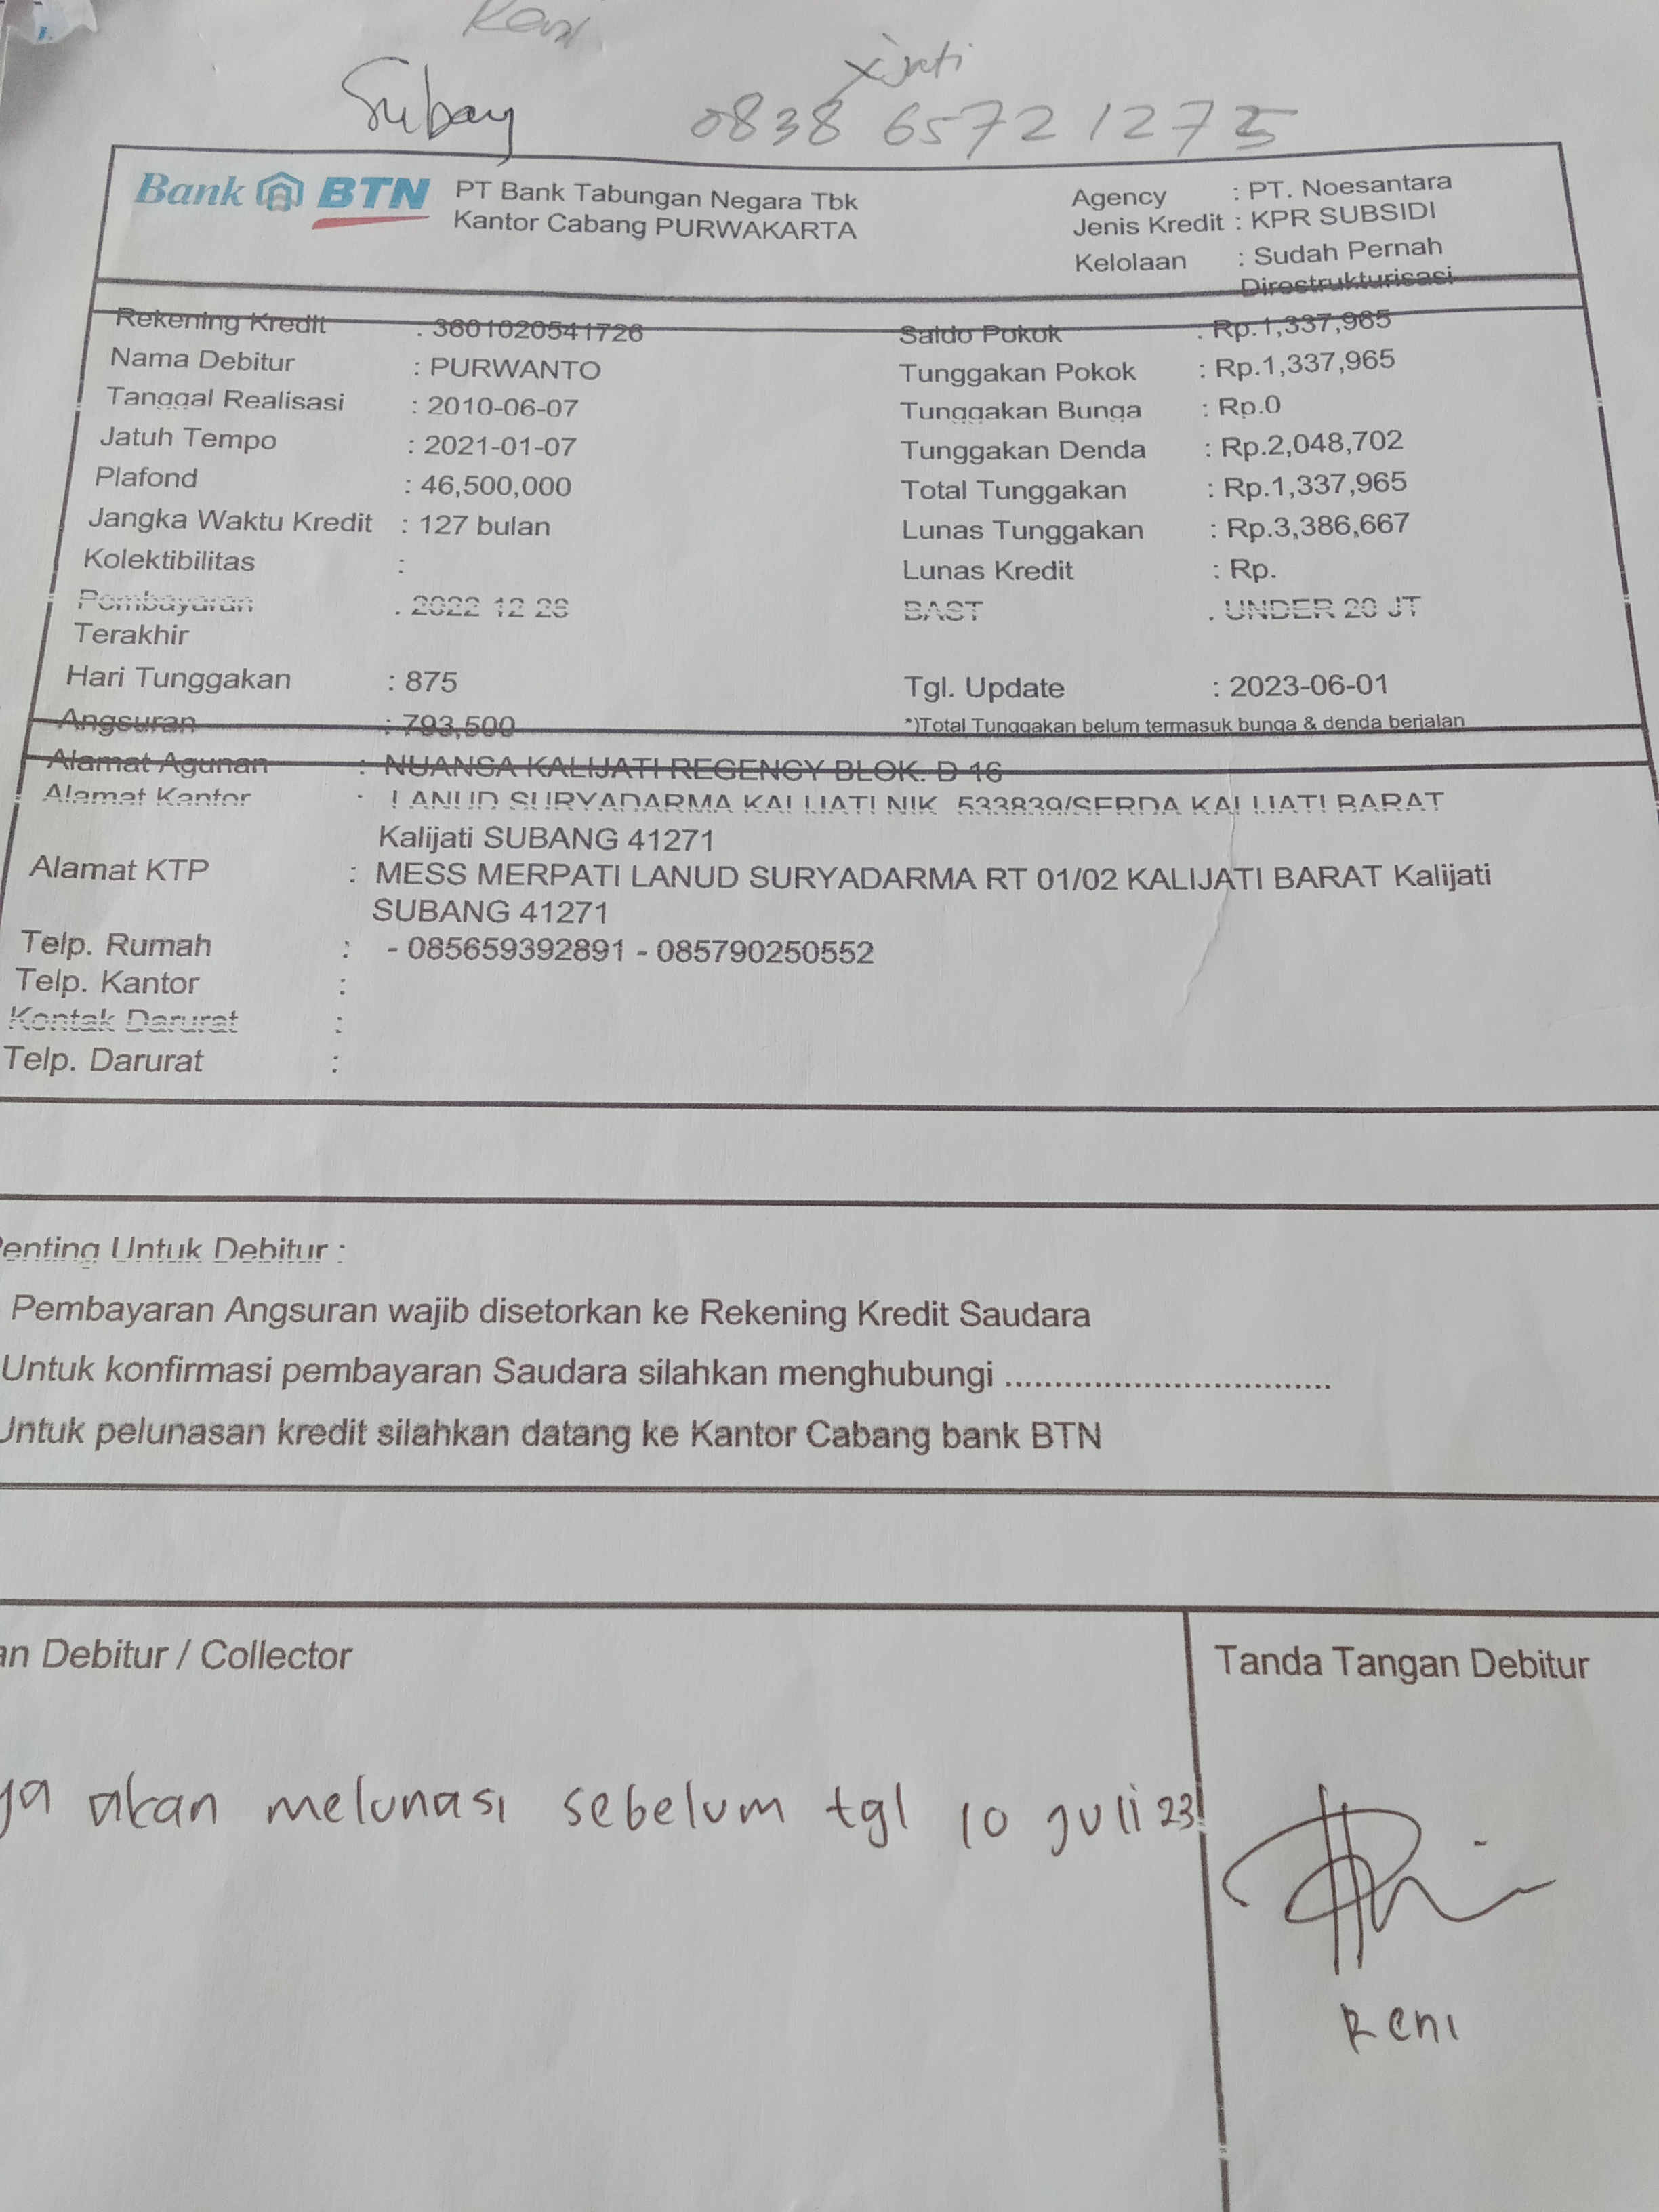 Subay
0838 6572 1273
Bank BTN PT Bank Tabungan Negara Tbk
Kantor Cabang PURWAKARTA
Agency : PT. Noesantara
Jenis Kredit : KPR SUBSIDI
Kelolaan : Sudah Pernah
Direstrukturisasi
Rekening Kredit : 3601020541726
Saldo Pokok : Rp.1,337,965
Nama Debitur : PURWANTO
Tunggakan Pokok : Rp.1,337,965
Tanggal Realisasi : 2010-06-07
Tunggakan Bunga : Rp.0
Jatuh Tempo : 2021-01-07
Tunggakan Denda : Rp.2,048,702
Plafond : 46,500,000
Total Tunggakan : Rp.1,337,965
Jangka Waktu Kredit : 127 bulan
Lunas Tunggakan : Rp.3,386,667
Kolektibilitas :
Lunas Kredit : Rp.
Pembayaran : 2022-12-26
Terakhir
BAST : UNDER 20 JT
Hari Tunggakan : 875
Tgl. Update : 2023-06-01
Angsuran : 793,500
*)Total Tunggakan belum termasuk bunga & denda berjalan
Alamat Agunan : NUANSA KALIJATI REGENCY BLOK. D 16
Alamat Kantor : LANUD SURYADARMA KALIJATI NIK. 533839/SERDA KALIJATI BARAT
Kalijati SUBANG 41271
Alamat KTP : MESS MERPATI LANUD SURYADARMA RT 01/02 KALIJATI BARAT Kalijati
SUBANG 41271
Telp. Rumah : - 085659392891 - 085790250552
Telp. Kantor :
Kontak Darurat :
Telp. Darurat :
enting Untuk Debitur :
Pembayaran Angsuran wajib disetorkan ke Rekening Kredit Saudara
Untuk konfirmasi pembayaran Saudara silahkan menghubungi ................................
Untuk pelunasan kredit silahkan datang ke Kantor Cabang bank BTN
an Debitur / Collector
Tanda Tangan Debitur
ya akan melunasi sebelum tgl 10 Juli 23
Reni